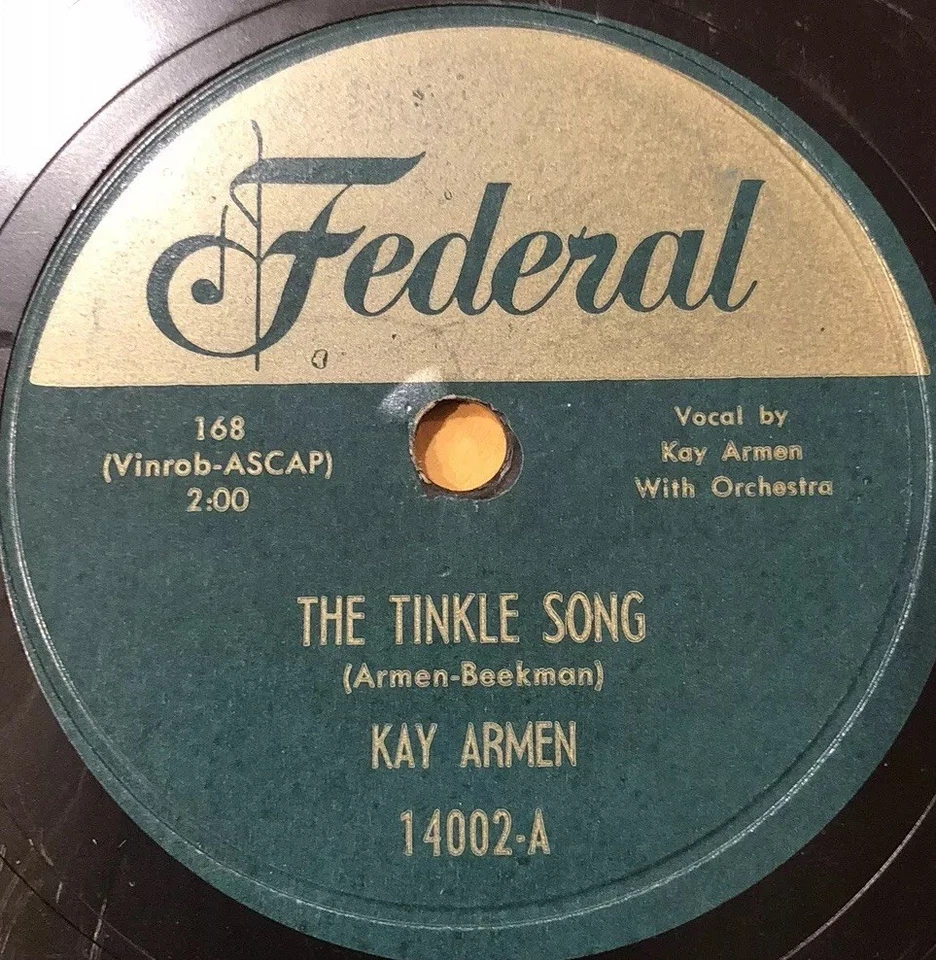 Federal
168
(Vinrob-ASCAP)
2:00
Vocal by
Kay Armen
With Orchestra
THE TINKLE SONG
(Armen-Beekman)
KAY ARMEN
14002-A